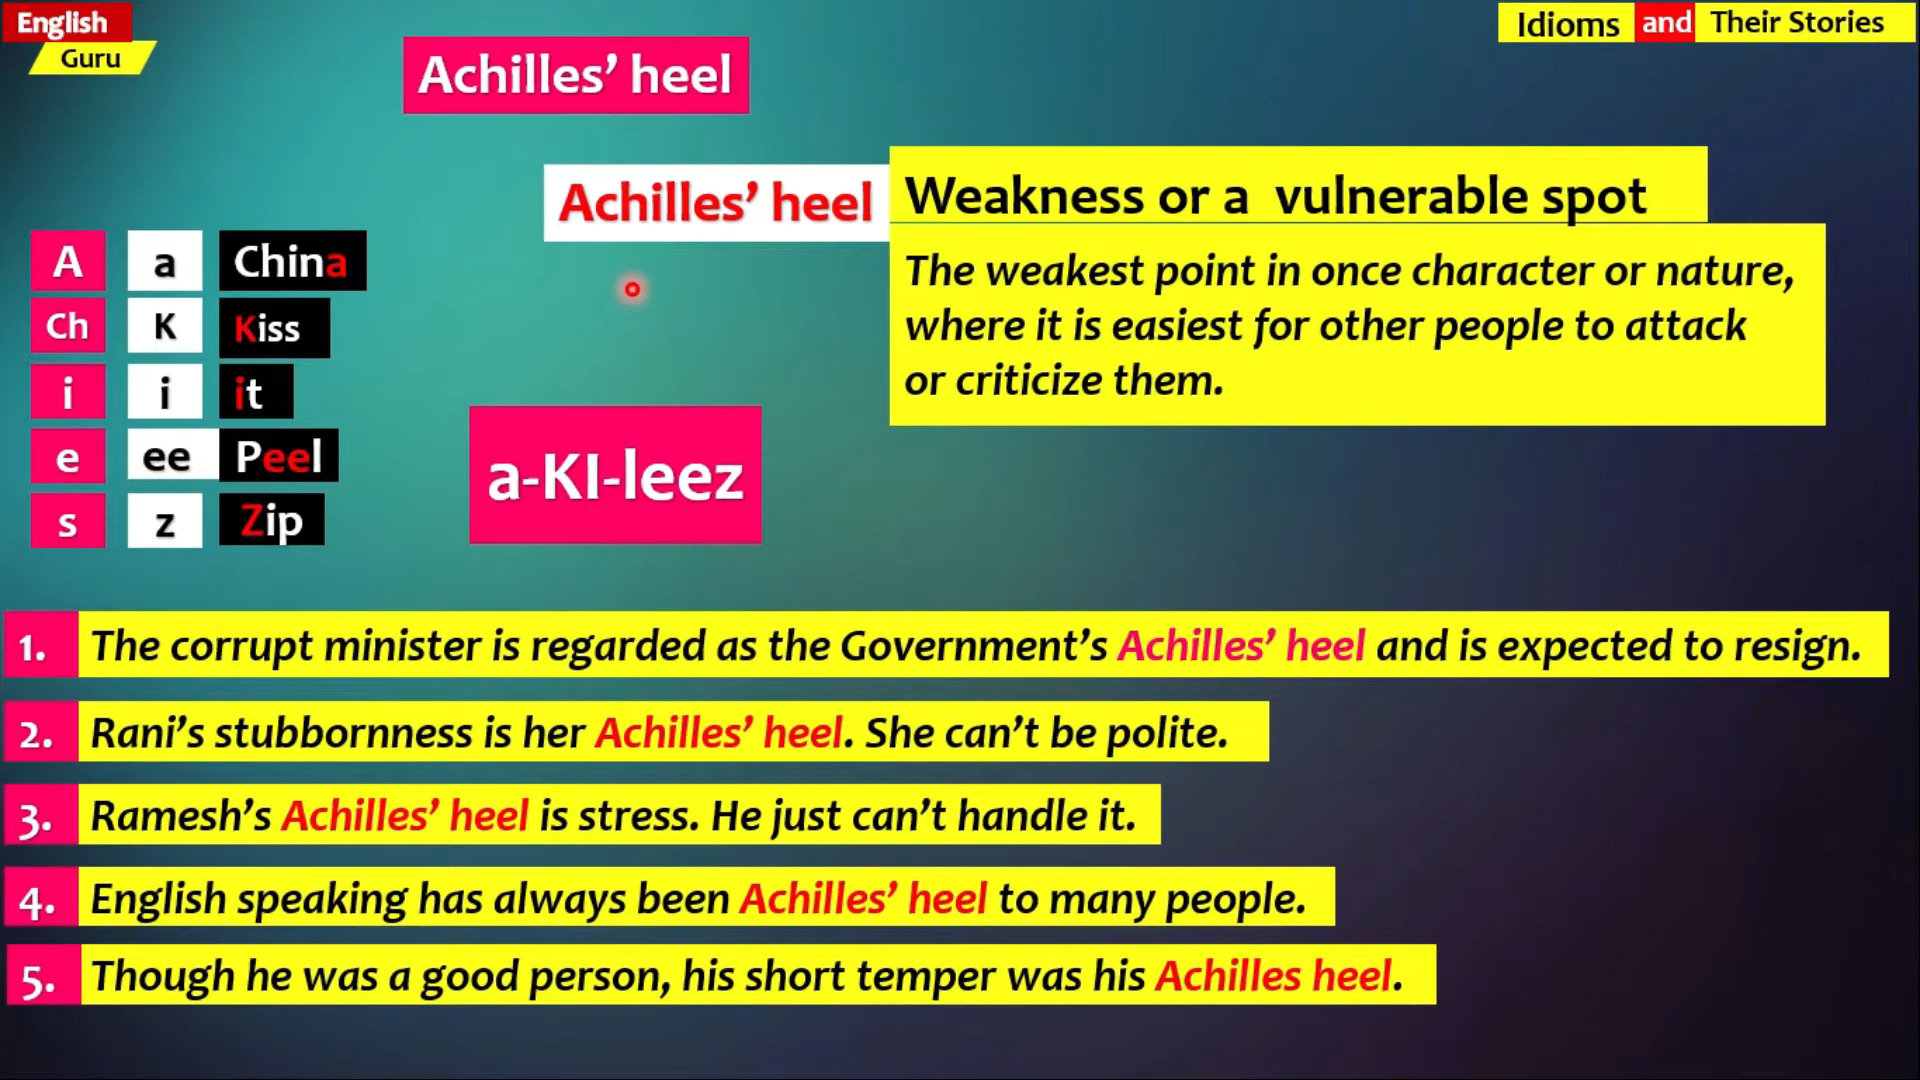 English
Guru
Idioms and Their Stories
Achilles’ heel
Achilles’ heel
Weakness or a vulnerable spot
The weakest point in once character or nature,
where it is easiest for other people to attack
or criticize them.
A a China
Ch K Kiss
i i it
e ee Peel
s z Zip
a-KI-leez
1. The corrupt minister is regarded as the Government’s Achilles’ heel and is expected to resign.
2. Rani’s stubbornness is her Achilles’ heel. She can’t be polite.
3. Ramesh’s Achilles’ heel is stress. He just can’t handle it.
4. English speaking has always been Achilles’ heel to many people.
5. Though he was a good person, his short temper was his Achilles heel.